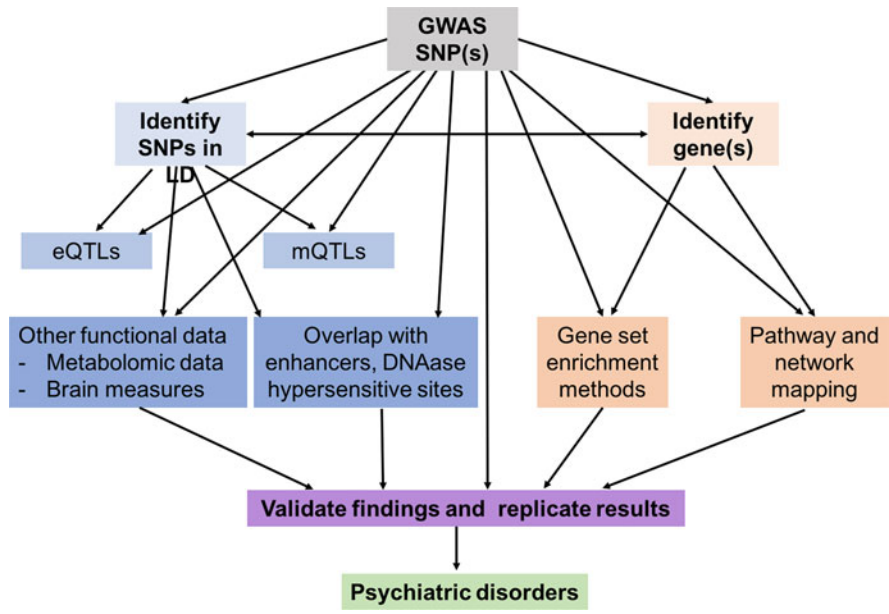 GWAS
SNP(s)
Identify
SNPs in
LD
Identify
gene(s)
eQTLs
mQTLs
Other functional data
- Metabolomic data
- Brain measures
Overlap with
enhancers, DNAase
hypersensitive sites
Gene set
enrichment
methods
Pathway and
network
mapping
Validate findings and replicate results
Psychiatric disorders